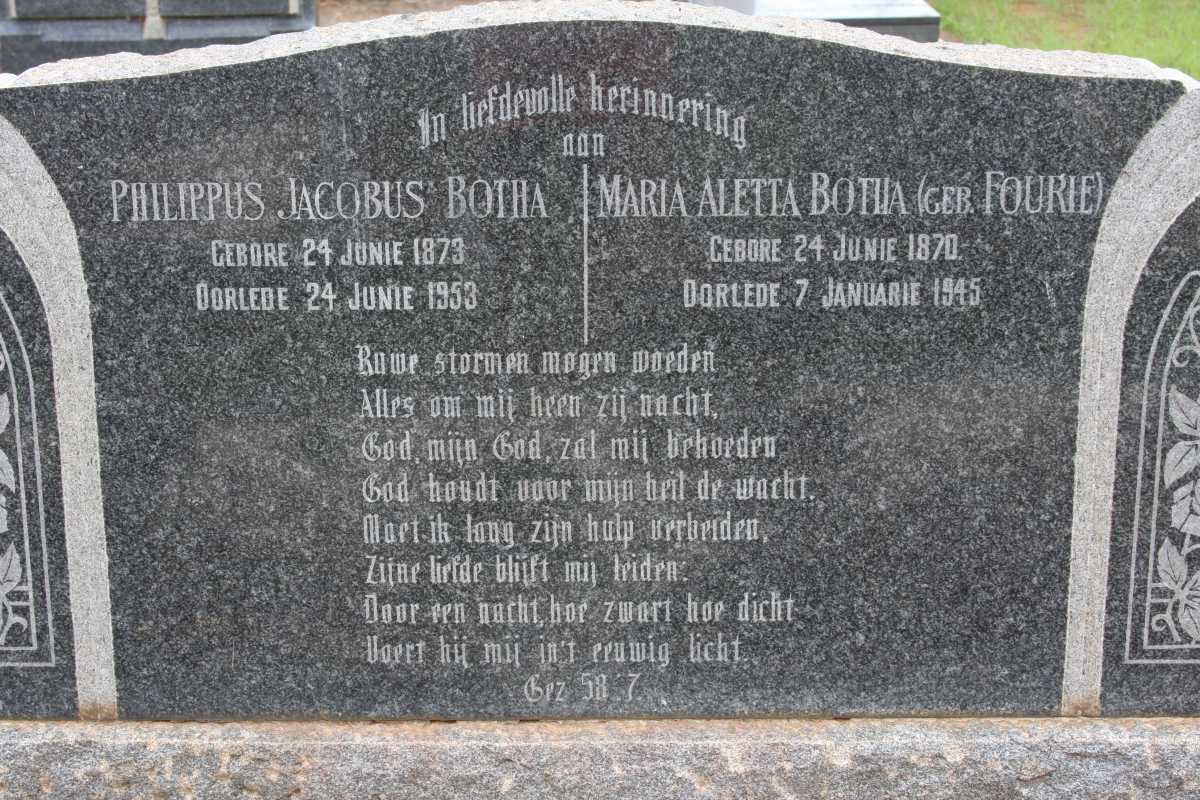 In liefdevolle herinnering
aan
PHILIPPUS JACOBUS BOTHA
GEBORE 24 JUNIE 1873
OORLEDE 24 JUNIE 1953
MARIA ALETTA BOTHA (GEB. FOURIE)
GEBORE 24 JUNIE 1870.
OORLEDE 7 JANUARIE 1945
Ruwe stormen mogen woeden
Alles om mij heen zij nacht,
God, mijn God, zal mij behoeden
God houdt voor mijn heil de wacht.
Moet ik lang zijn hulp verbeiden,
Zijne liefde blijft mij leiden:
Door een nacht, hoe zwart hoe dicht
Voert hij mij in't eeuwig licht.
Gez 58 7